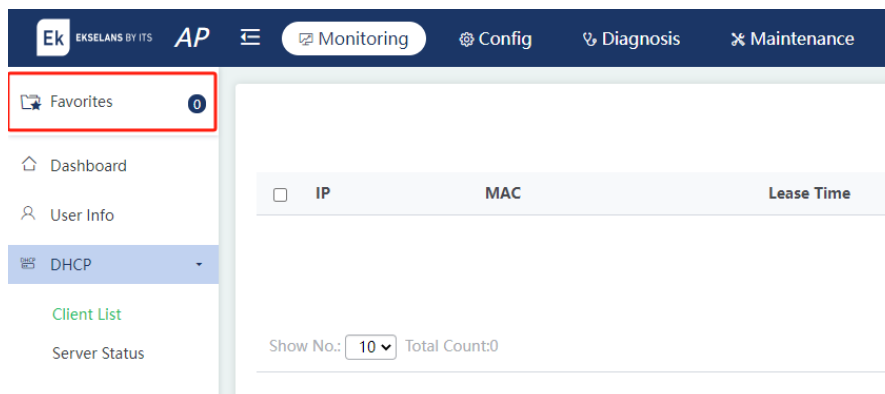 Ek EKSELANS BY ITS AP Monitoring Config Diagnosis Maintenance
Favorites 0
Dashboard
User Info
DHCP DHCP
Client List
Server Status
IP MAC Lease Time
Show No.: 10 Total Count:0